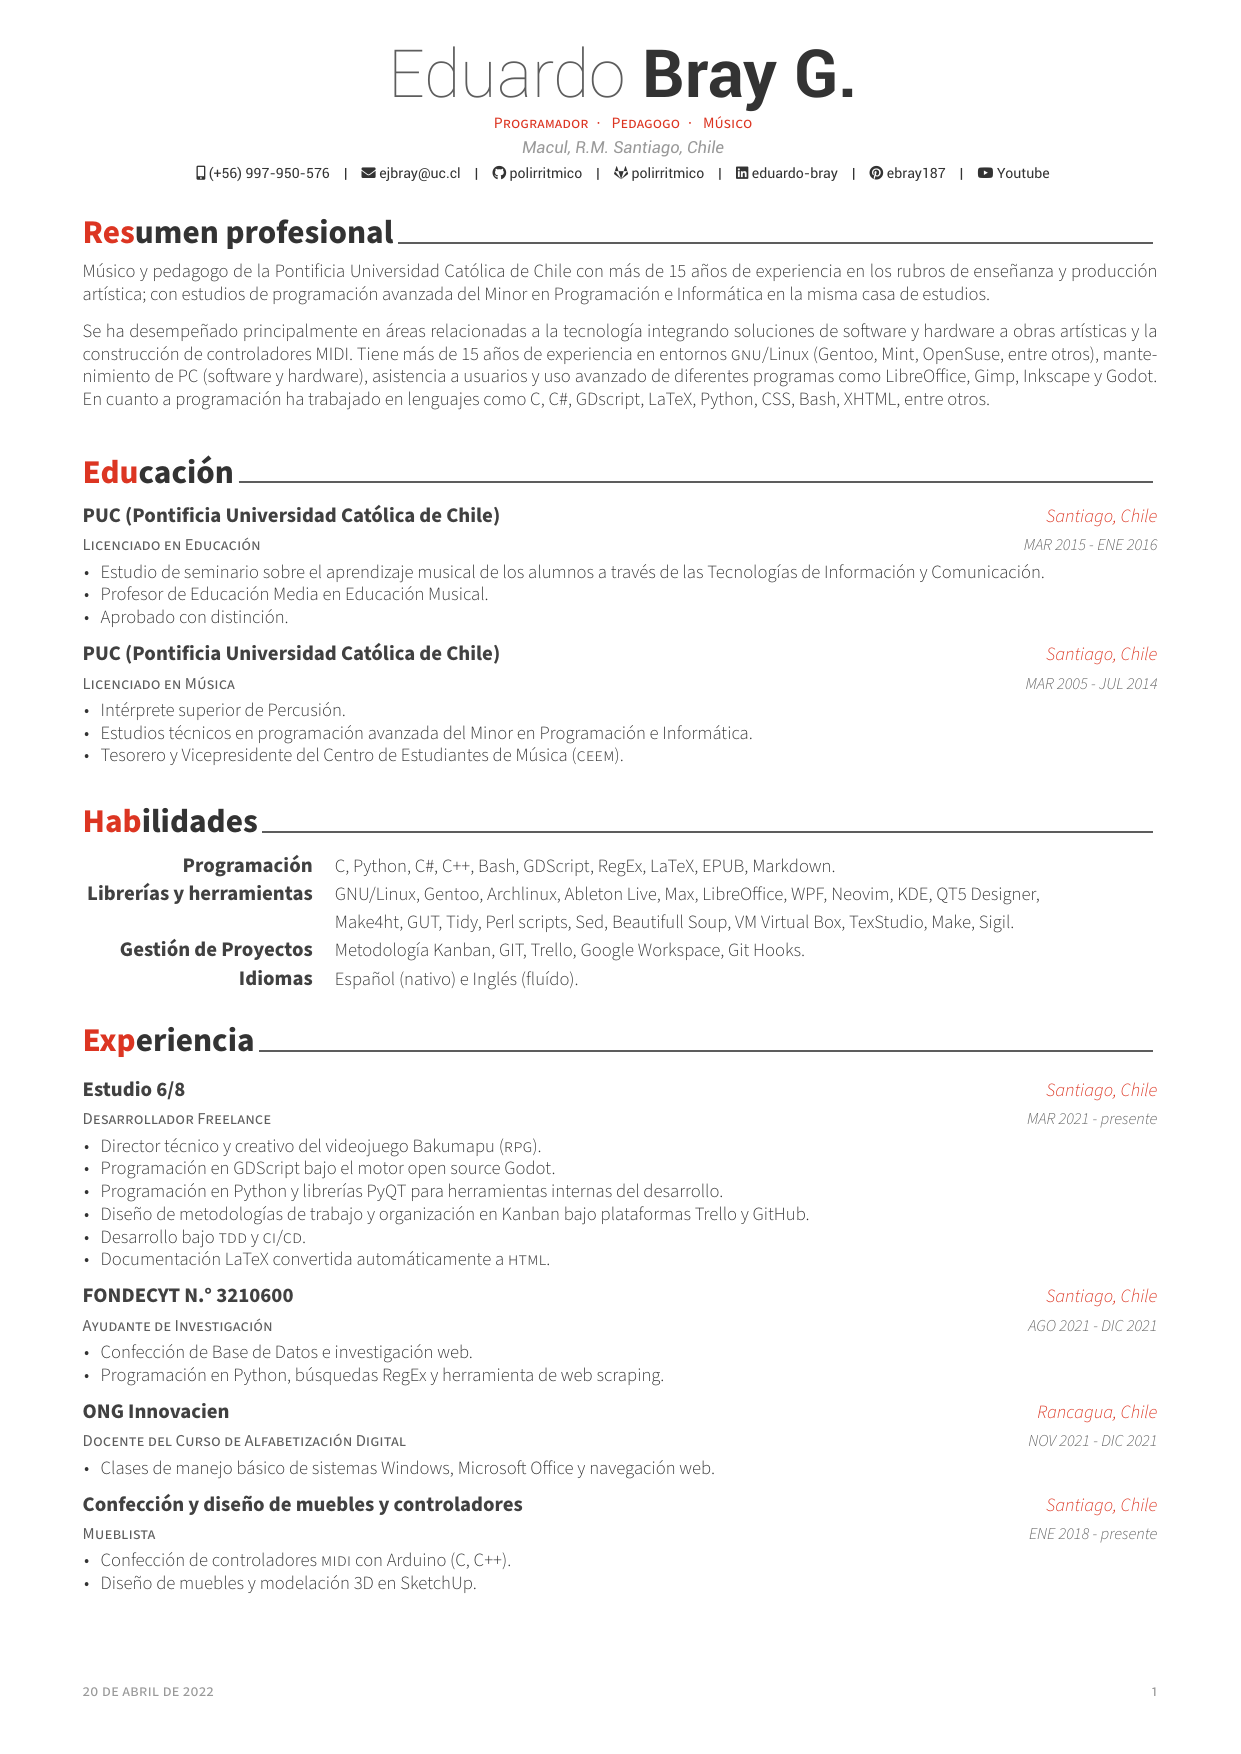 Eduardo Bray G.
Programador · Pedagogo · Músico
Macul, R.M. Santiago, Chile
(+56) 997-950-576 | ejbray@uc.cl | polirritmico | polirritmico | eduardo-bray | ebray187 | Youtube
Resumen profesional
Músico y pedagogo de la Pontificia Universidad Católica de Chile con más de 15 años de experiencia en los rubros de enseñanza y producción
artística; con estudios de programación avanzada del Minor en Programación e Informática en la misma casa de estudios.
Se ha desempeñado principalmente en áreas relacionadas a la tecnología integrando soluciones de software y hardware a obras artísticas y la
construcción de controladores MIDI. Tiene más de 15 años de experiencia en entornos GNU/Linux (Gentoo, Mint, OpenSuse, entre otros), mante-
nimiento de PC (software y hardware), asistencia a usuarios y uso avanzado de diferentes programas como LibreOffice, Gimp, Inkscape y Godot.
En cuanto a programación ha trabajado en lenguajes como C, C#, GDscript, LaTeX, Python, CSS, Bash, XHTML, entre otros.
Educación
PUC (Pontificia Universidad Católica de Chile) Santiago, Chile
Licenciado en Educación MAR 2015 - ENE 2016
• Estudio de seminario sobre el aprendizaje musical de los alumnos a través de las Tecnologías de Información y Comunicación.
• Profesor de Educación Media en Educación Musical.
• Aprobado con distinción.
PUC (Pontificia Universidad Católica de Chile) Santiago, Chile
Licenciado en Música MAR 2005 - JUL 2014
• Intérprete superior de Percusión.
• Estudios técnicos en programación avanzada del Minor en Programación e Informática.
• Tesorero y Vicepresidente del Centro de Estudiantes de Música (CEEM).
Habilidades
Programación C, Python, C#, C++, Bash, GDScript, RegEx, LaTeX, EPUB, Markdown.
Librerías y herramientas GNU/Linux, Gentoo, Archlinux, Ableton Live, Max, LibreOffice, WPF, Neovim, KDE, QT5 Designer,
Make4ht, GUT, Tidy, Perl scripts, Sed, Beautifull Soup, VM Virtual Box, TexStudio, Make, Sigil.
Gestión de Proyectos Metodología Kanban, GIT, Trello, Google Workspace, Git Hooks.
Idiomas Español (nativo) e Inglés (fluído).
Experiencia
Estudio 6/8 Santiago, Chile
Desarrollador Freelance MAR 2021 - presente
• Director técnico y creativo del videojuego Bakumapu (RPG).
• Programación en GDScript bajo el motor open source Godot.
• Programación en Python y librerías PyQT para herramientas internas del desarrollo.
• Diseño de metodologías de trabajo y organización en Kanban bajo plataformas Trello y GitHub.
• Desarrollo bajo TDD y CI/CD.
• Documentación LaTeX convertida automáticamente a HTML.
FONDECYT N.° 3210600 Santiago, Chile
Ayudante de Investigación AGO 2021 - DIC 2021
• Confección de Base de Datos e investigación web.
• Programación en Python, búsquedas RegEx y herramienta de web scraping.
ONG Innovacien Rancagua, Chile
Docente del Curso de Alfabetización Digital NOV 2021 - DIC 2021
• Clases de manejo básico de sistemas Windows, Microsoft Office y navegación web.
Confección y diseño de muebles y controladores Santiago, Chile
Mueblista ENE 2018 - presente
• Confección de controladores MIDI con Arduino (C, C++).
• Diseño de muebles y modelación 3D en SketchUp.
20 DE ABRIL DE 2022 1